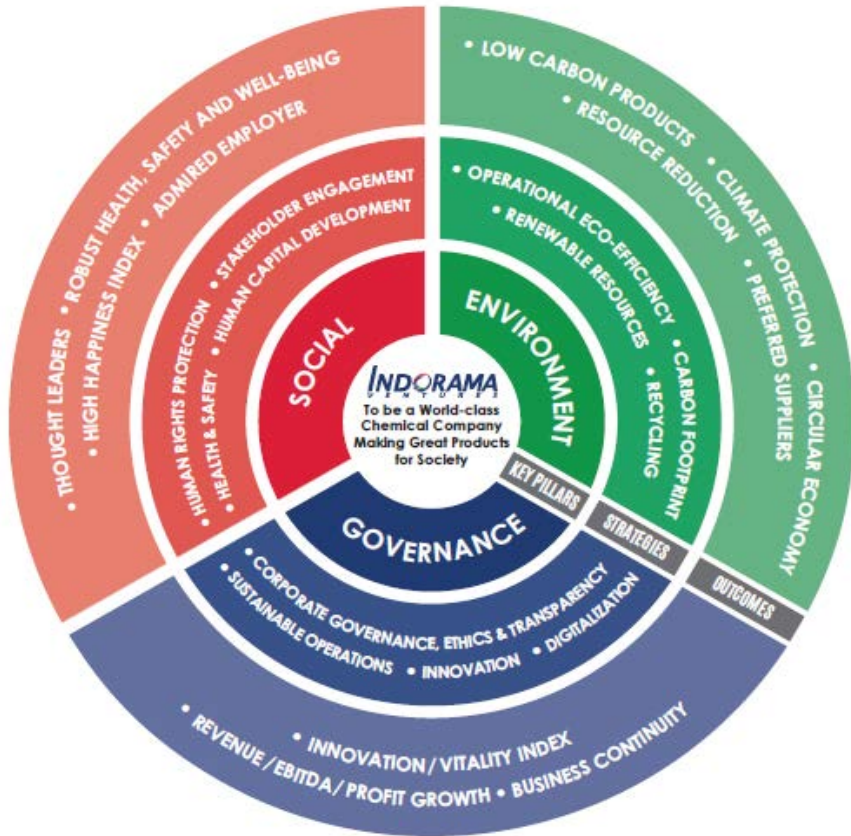 INDORAMA
VENTURES
To be a World-class
Chemical Company
Making Great Products
for Society
SOCIAL
• HUMAN RIGHTS PROTECTION • STAKEHOLDER ENGAGEMENT
• HEALTH & SAFETY • HUMAN CAPITAL DEVELOPMENT
• THOUGHT LEADERS • ROBUST HEALTH, SAFETY AND WELL-BEING
• HIGH HAPPINESS INDEX • ADMIRED EMPLOYER
ENVIRONMENT
• OPERATIONAL ECO-EFFICIENCY • CARBON FOOTPRINT
• RENEWABLE RESOURCES • RECYCLING
• LOW CARBON PRODUCTS • CLIMATE PROTECTION • CIRCULAR ECONOMY
• RESOURCE REDUCTION • PREFERRED SUPPLIERS
KEY PILLARS
STRATEGIES
OUTCOMES
GOVERNANCE
• CORPORATE GOVERNANCE, ETHICS & TRANSPARENCY
• SUSTAINABLE OPERATIONS • INNOVATION • DIGITALIZATION
• INNOVATION/VITALITY INDEX
• REVENUE/EBITDA/PROFIT GROWTH • BUSINESS CONTINUITY